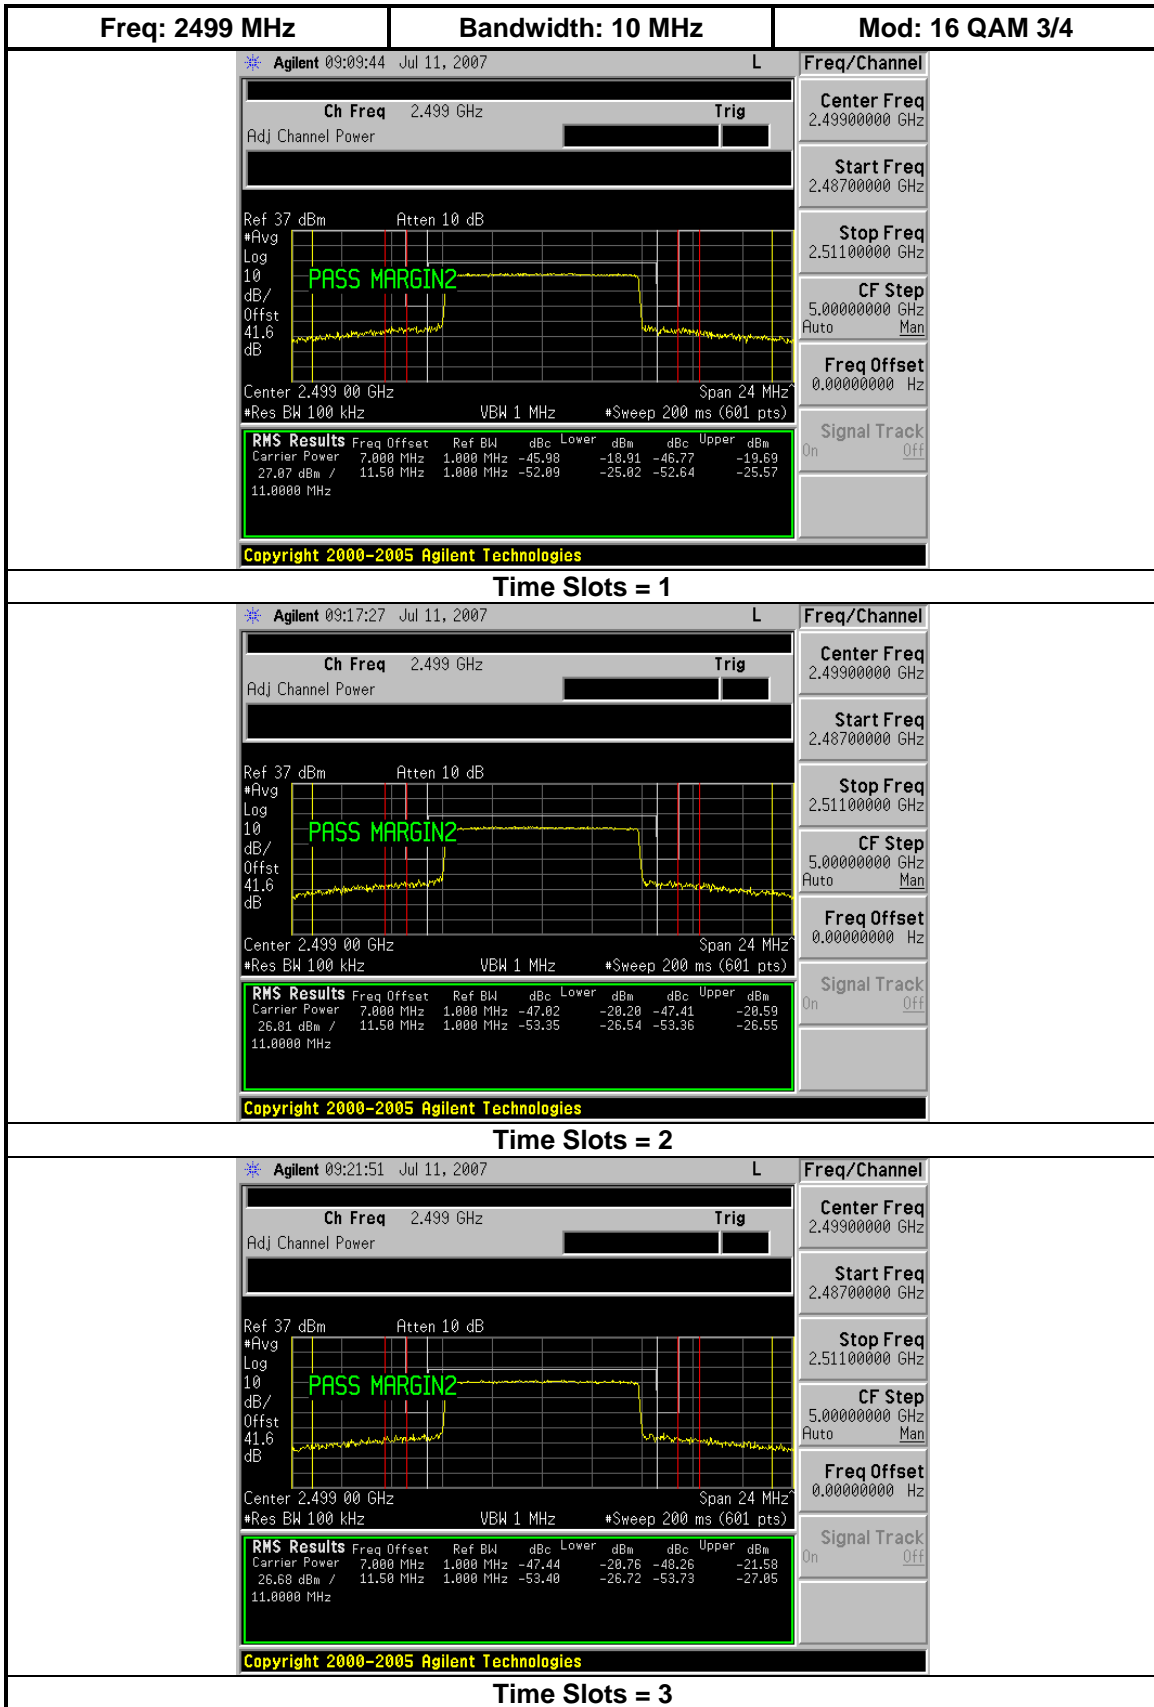 Freq: 2499 MHz Bandwidth: 10 MHz Mod: 16 QAM 3/4
Agilent 09:09:44 Jul 11, 2007 L Freq/Channel
Ch Freq 2.499 GHz Trig
Adj Channel Power
Center Freq
2.49900000 GHz
Start Freq
2.48700000 GHz
Stop Freq
2.51100000 GHz
CF Step
5.00000000 GHz
Auto Man
Freq Offset
0.00000000 Hz
Signal Track
On Off
Ref 37 dBm Atten 10 dB
#Avg
Log
10
dB/
Offst
41.6
dB
PASS MARGIN2
Center 2.499 00 GHz Span 24 MHz^
#Res BW 100 kHz VBW 1 MHz #Sweep 200 ms (601 pts)
RMS Results Freq Offset Ref BW dBc Lower dBm dBc Upper dBm
Carrier Power 7.000 MHz 1.000 MHz -45.98 -18.91 -46.77 -19.69
27.07 dBm / 11.50 MHz 1.000 MHz -52.09 -25.02 -52.64 -25.57
11.0000 MHz
Copyright 2000-2005 Agilent Technologies
Time Slots = 1
Agilent 09:17:27 Jul 11, 2007 L Freq/Channel
Ch Freq 2.499 GHz Trig
Adj Channel Power
Center Freq
2.49900000 GHz
Start Freq
2.48700000 GHz
Stop Freq
2.51100000 GHz
CF Step
5.00000000 GHz
Auto Man
Freq Offset
0.00000000 Hz
Signal Track
On Off
Ref 37 dBm Atten 10 dB
#Avg
Log
10
dB/
Offst
41.6
dB
PASS MARGIN2
Center 2.499 00 GHz Span 24 MHz^
#Res BW 100 kHz VBW 1 MHz #Sweep 200 ms (601 pts)
RMS Results Freq Offset Ref BW dBc Lower dBm dBc Upper dBm
Carrier Power 7.000 MHz 1.000 MHz -47.02 -20.20 -47.41 -20.59
26.81 dBm / 11.50 MHz 1.000 MHz -53.35 -26.54 -53.36 -26.55
11.0000 MHz
Copyright 2000-2005 Agilent Technologies
Time Slots = 2
Agilent 09:21:51 Jul 11, 2007 L Freq/Channel
Ch Freq 2.499 GHz Trig
Adj Channel Power
Center Freq
2.49900000 GHz
Start Freq
2.48700000 GHz
Stop Freq
2.51100000 GHz
CF Step
5.00000000 GHz
Auto Man
Freq Offset
0.00000000 Hz
Signal Track
On Off
Ref 37 dBm Atten 10 dB
#Avg
Log
10
dB/
Offst
41.6
dB
PASS MARGIN2
Center 2.499 00 GHz Span 24 MHz^
#Res BW 100 kHz VBW 1 MHz #Sweep 200 ms (601 pts)
RMS Results Freq Offset Ref BW dBc Lower dBm dBc Upper dBm
Carrier Power 7.000 MHz 1.000 MHz -47.44 -20.76 -48.26 -21.58
26.68 dBm / 11.50 MHz 1.000 MHz -53.40 -26.72 -53.73 -27.05
11.0000 MHz
Copyright 2000-2005 Agilent Technologies
Time Slots = 3